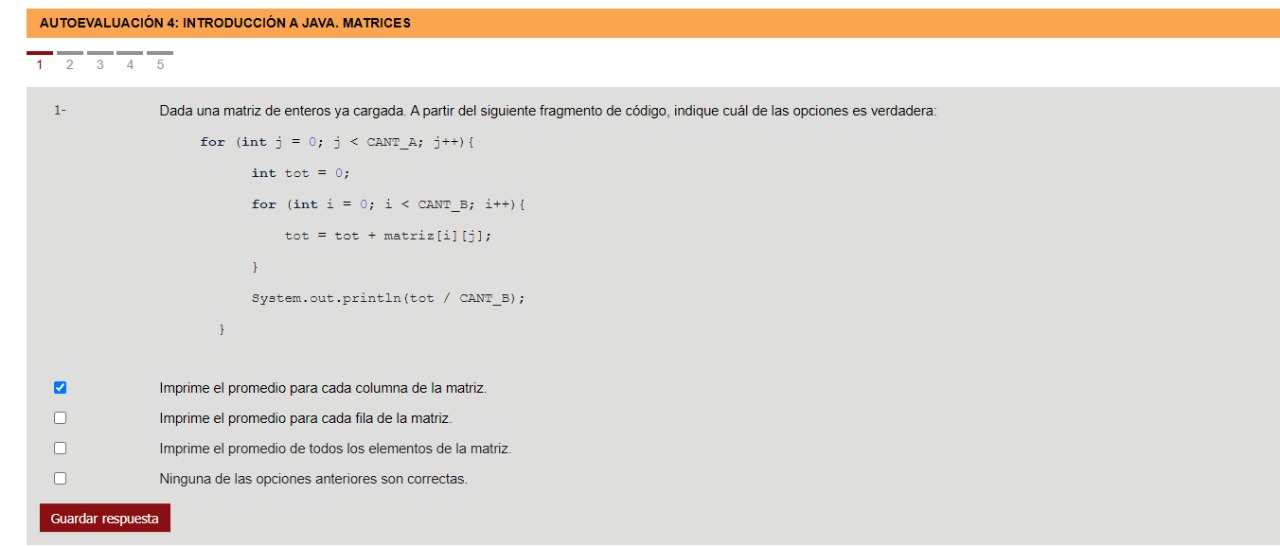 AUTOEVALUACIÓN 4: INTRODUCCIÓN A JAVA. MATRICES
1 2 3 4 5
1- Dada una matriz de enteros ya cargada. A partir del siguiente fragmento de código, indique cuál de las opciones es verdadera:
for (int j = 0; j < CANT_A; j++){
int tot = 0;
for (int i = 0; i < CANT_B; i++){
tot = tot + matriz[i][j];
}
System.out.println(tot / CANT_B);
}
Imprime el promedio para cada columna de la matriz.
Imprime el promedio para cada fila de la matriz.
Imprime el promedio de todos los elementos de la matriz.
Ninguna de las opciones anteriores son correctas.
Guardar respuesta